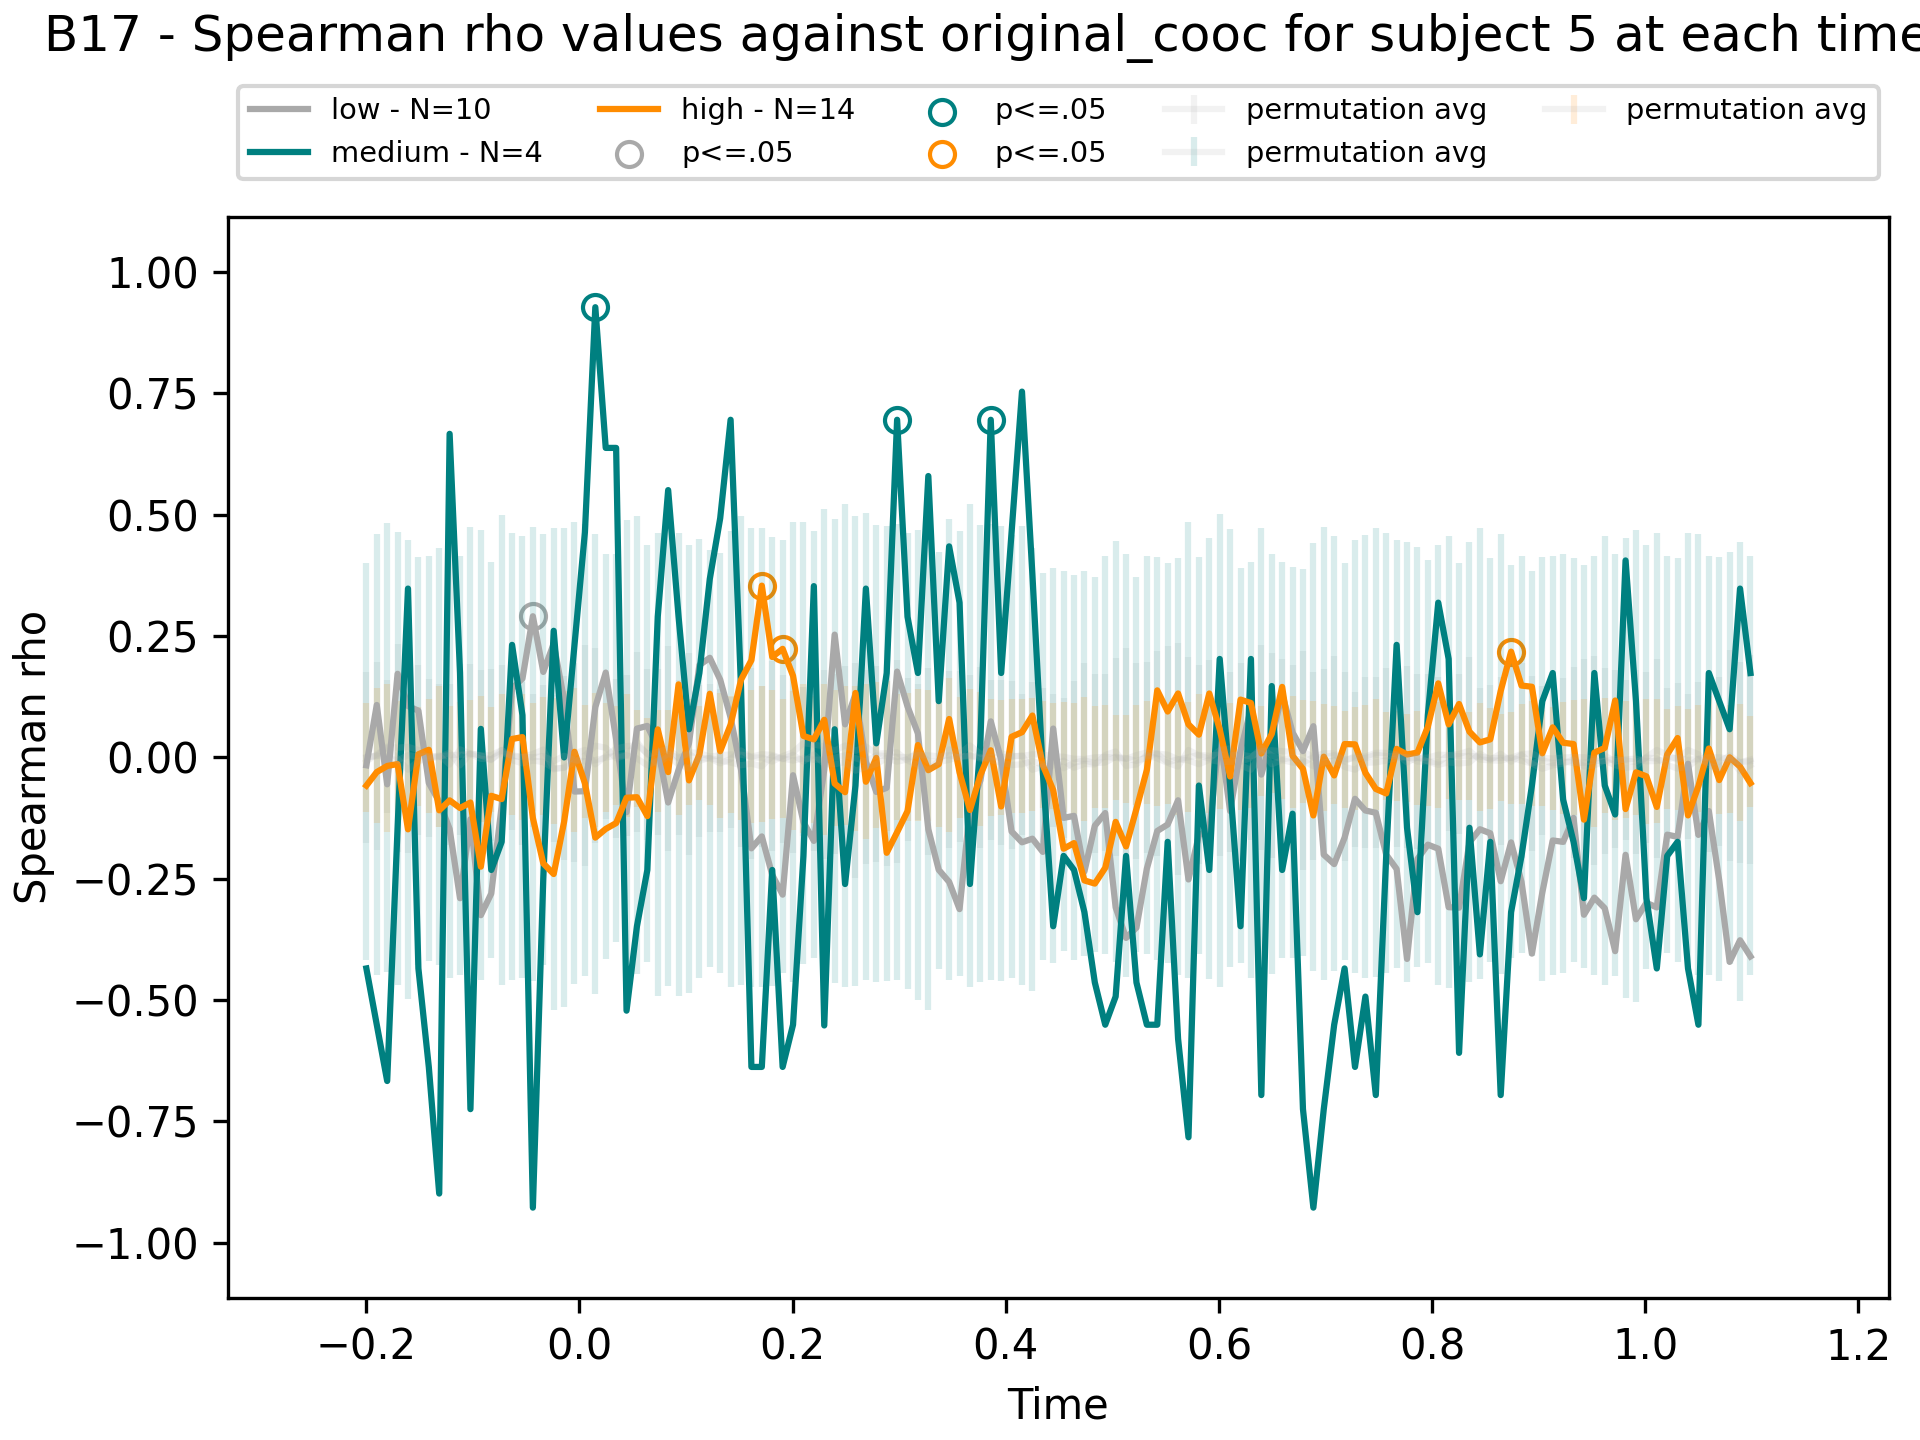 B17 - Spearman rho values against original_cooc for subject 5 at each time
low - N=10
medium - N=4
high - N=14
p<=.05
p<=.05
p<=.05
permutation avg
permutation avg
permutation avg
Spearman rho
1.00
0.75
0.50
0.25
0.00
−0.25
−0.50
−0.75
−1.00
−0.2 0.0 0.2 0.4 0.6 0.8 1.0 1.2
Time